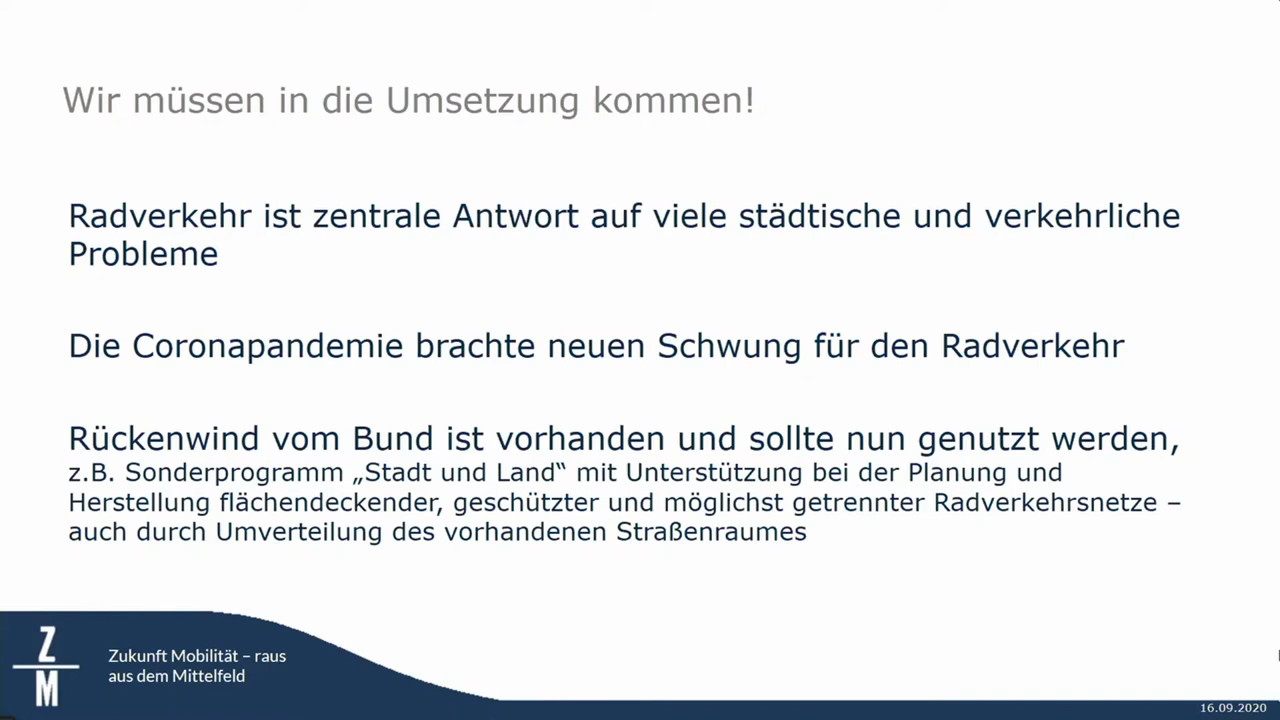 Wir müssen in die Umsetzung kommen!
Radverkehr ist zentrale Antwort auf viele städtische und verkehrliche
Probleme
Die Coronapandemie brachte neuen Schwung für den Radverkehr
Rückenwind vom Bund ist vorhanden und sollte nun genutzt werden,
z.B. Sonderprogramm „Stadt und Land“ mit Unterstützung bei der Planung und
Herstellung flächendeckender, geschützter und möglichst getrennter Radverkehrsnetze –
auch durch Umverteilung des vorhandenen Straßenraumes
Z
M
Zukunft Mobilität – raus
aus dem Mittelfeld
16.09.2020